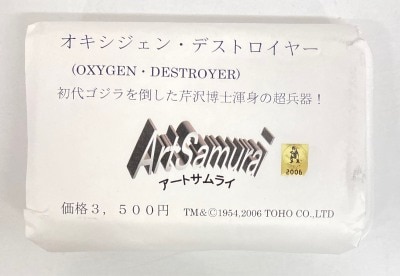 オキシジェン・デストロイヤー
(OXYGEN・DESTROYER)
初代ゴジラを倒した芹沢博士渾身の超兵器！
ArtSamurai
アートサムライ
2006
価格３，５００円 TM&©1954,2006 TOHO CO.,LTD